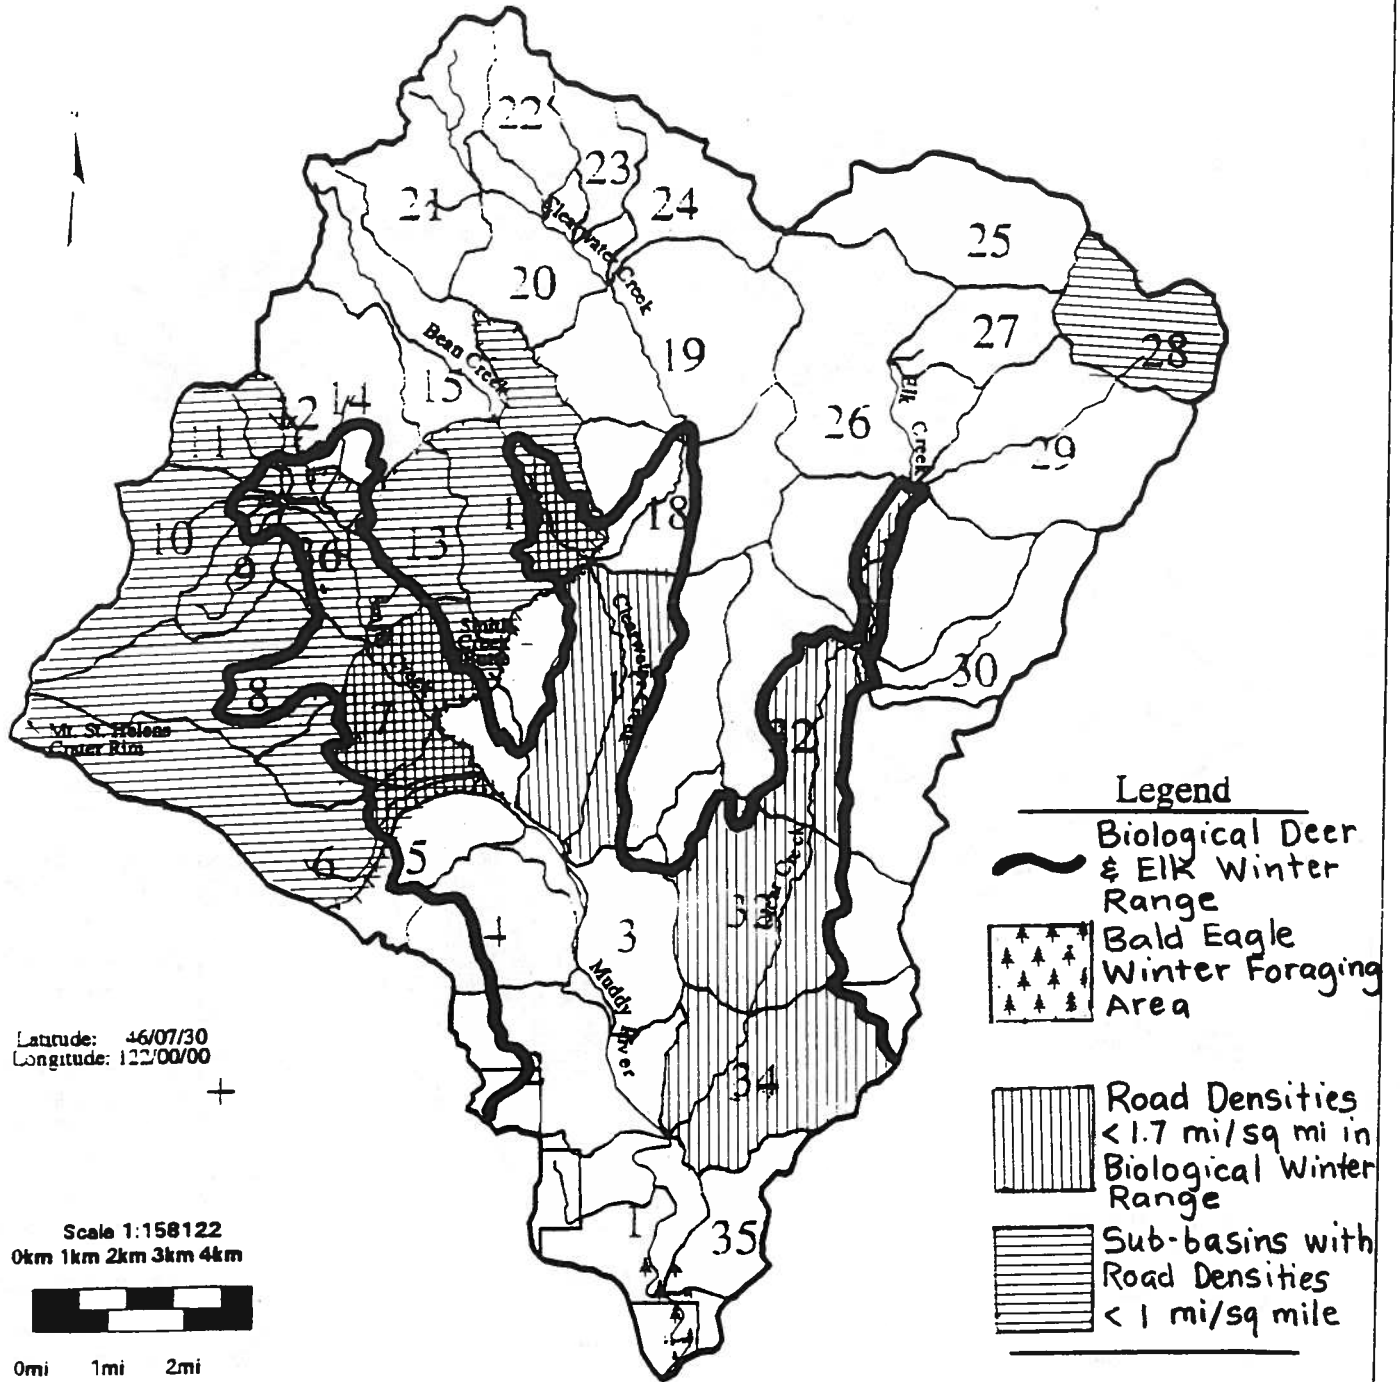 22
23
24
21
Clearwater Creek
25
20
27
Bean Creek
19
28
15
14
12
Elk
Creek
26
11
29
18
10
13
16
9
Clearwater Creek
30
8
7
Mt. St. Helens
Crater Rim
32
Legend
Biological Deer
& Elk Winter
Range
5
6
Bald Eagle
Winter Foraging
Area
4
3
Muddy River
Latitude: 46/07/30
Longitude: 122/00/00
2
34
Road Densities
< 1.7 mi/sq mi in
Biological Winter
Range
1
35
Scale 1:158122
0km 1km 2km 3km 4km
Sub-basins with
Road Densities
< 1 mi/sq mile
0mi 1mi 2mi